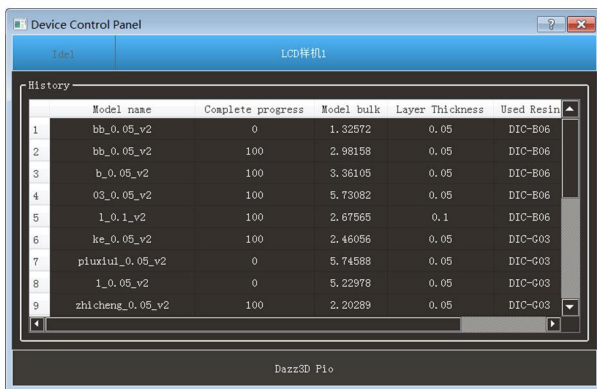 Device Control Panel
Idel LCD样机1
History
Model name Complete progress Model bulk Layer Thickness Used Resin
1 bb_0.05_v2 0 1.32572 0.05 DIC-B06
2 bb_0.05_v2 100 2.98158 0.05 DIC-B06
3 b_0.05_v2 100 3.36105 0.05 DIC-B06
4 03_0.05_v2 100 5.73082 0.05 DIC-B06
5 1_0.1_v2 100 2.67565 0.1 DIC-B06
6 ke_0.05_v2 100 2.46056 0.05 DIC-G03
7 piuxiu1_0.05_v2 0 5.74588 0.05 DIC-G03
8 1_0.05_v2 0 5.22978 0.05 DIC-G03
9 zhicheng_0.05_v2 100 2.20289 0.05 DIC-G03
Dazz3D Pio